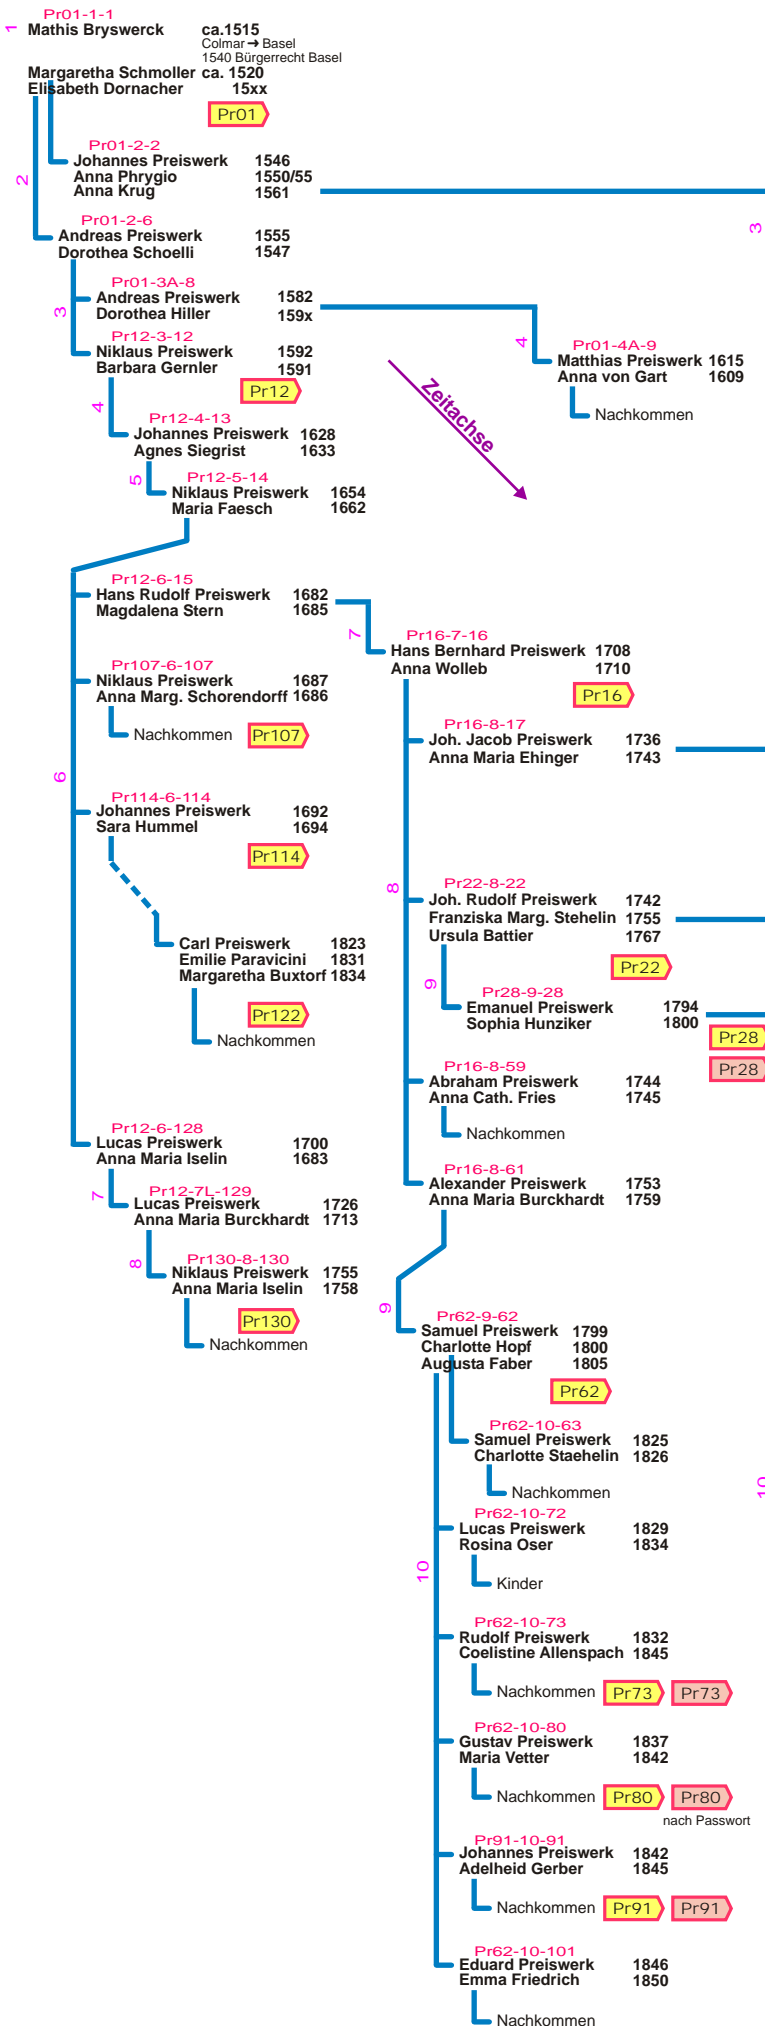 Pr01-1-1
1 Mathis Bryswerck ca.1515
Colmar ➔ Basel
1540 Bürgerrecht Basel
Margaretha Schmoller ca. 1520
Elisabeth Dornacher 15xx
Pr01
Pr01-2-2
Johannes Preiswerk 1546
Anna Phrygio 1550/55
Anna Krug 1561
2
3
Pr01-2-6
Andreas Preiswerk 1555
Dorothea Schoelli 1547
Pr01-3A-8
Andreas Preiswerk 1582
Dorothea Hiller 159x
3
Pr12-3-12
Niklaus Preiswerk 1592
Barbara Gernler 1591
Pr12
4
Pr01-4A-9
Matthias Preiswerk 1615
Anna von Gart 1609
Nachkommen
Zeitachse
4
Pr12-4-13
Johannes Preiswerk 1628
Agnes Siegrist 1633
5
Pr12-5-14
Niklaus Preiswerk 1654
Maria Faesch 1662
Pr12-6-15
Hans Rudolf Preiswerk 1682
Magdalena Stern 1685
Pr107-6-107
Niklaus Preiswerk 1687
Anna Marg. Schorendorff 1686
Nachkommen Pr107
6
Pr114-6-114
Johannes Preiswerk 1692
Sara Hummel 1694
Pr114
Carl Preiswerk 1823
Emilie Paravicini 1831
Margaretha Buxtorf 1834
Pr122
Nachkommen
Pr12-6-128
Lucas Preiswerk 1700
Anna Maria Iselin 1683
7
Pr12-7L-129
Lucas Preiswerk 1726
Anna Maria Burckhardt 1713
8
Pr130-8-130
Niklaus Preiswerk 1755
Anna Maria Iselin 1758
Pr130
Nachkommen
7
Pr16-7-16
Hans Bernhard Preiswerk 1708
Anna Wolleb 1710
Pr16
Pr16-8-17
Joh. Jacob Preiswerk 1736
Anna Maria Ehinger 1743
8
Pr22-8-22
Joh. Rudolf Preiswerk 1742
Franziska Marg. Stehelin 1755
Ursula Battier 1767
Pr22
9
Pr28-9-28
Emanuel Preiswerk 1794
Sophia Hunziker 1800
Pr28
Pr28
Pr16-8-59
Abraham Preiswerk 1744
Anna Cath. Fries 1745
Nachkommen
Pr16-8-61
Alexander Preiswerk 1753
Anna Maria Burckhardt 1759
9
Pr62-9-62
Samuel Preiswerk 1799
Charlotte Hopf 1800
Augusta Faber 1805
Pr62
Pr62-10-63
Samuel Preiswerk 1825
Charlotte Staehelin 1826
Nachkommen
10
Pr62-10-72
Lucas Preiswerk 1829
Rosina Oser 1834
Kinder
10
Pr62-10-73
Rudolf Preiswerk 1832
Coelistine Allenspach 1845
Nachkommen Pr73 Pr73
Pr62-10-80
Gustav Preiswerk 1837
Maria Vetter 1842
Nachkommen Pr80 Pr80
nach Passwort
Pr91-10-91
Johannes Preiswerk 1842
Adelheid Gerber 1845
Nachkommen Pr91 Pr91
Pr62-10-101
Eduard Preiswerk 1846
Emma Friedrich 1850
Nachkommen